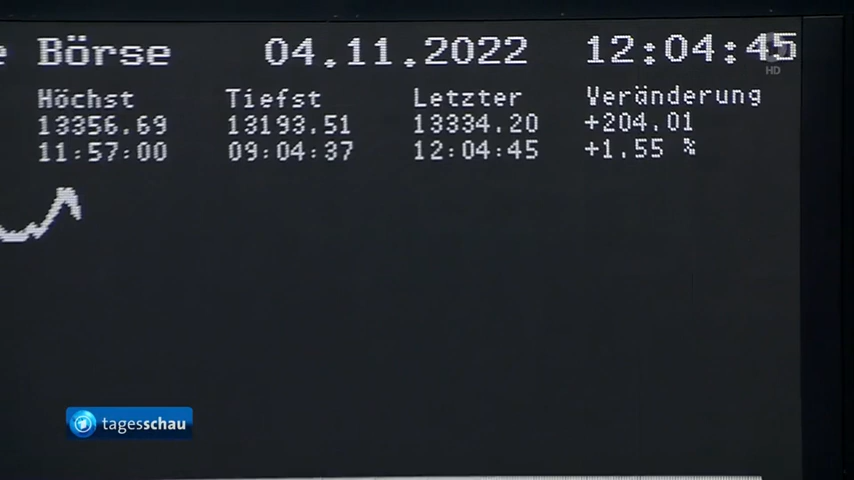 e Börse 04.11.2022 12:04:45
HD
Höchst Tiefst Letzter Veränderung
13356.69 13193.51 13334.20 +204.01
11:57:00 09:04:37 12:04:45 +1.55 %
tagesschau